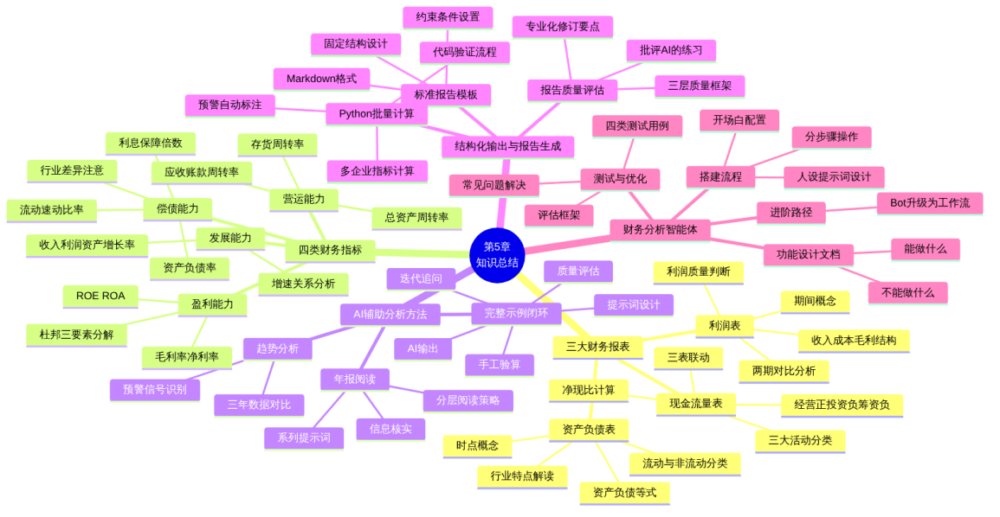 约束条件设置
专业化修订要点
固定结构设计
代码验证流程
批评AI的练习
Markdown格式
标准报告模板
报告质量评估
三层质量框架
预警自动标注
Python批量计算
四类测试用例
开场白配置
利息保障倍数
存货周转率
结构化输出与报告生成
分步骤操作
行业差异注意
应收账款周转率
多企业指标计算
常见问题解决
测试与优化
搭建流程
人设提示词设计
流动速动比率
偿债能力
营运能力
总资产周转率
评估框架
进阶路径
Bot升级为工作流
收入利润资产增长率
发展能力
四类财务指标
第5章
知识总结
财务分析智能体
功能设计文档
能做什么
资产负债率
增速关系分析
迭代追问
质量评估
利润质量判断
不能做什么
ROE ROA
盈利能力
AI辅助分析方法
完整示例闭环
提示词设计
期间概念
利润表
杜邦三要素分解
趋势分析
AI输出
三大财务报表
收入成本毛利结构
毛利率净利率
手工验算
三表联动
两期对比分析
预警信号识别
年报阅读
净现比计算
三年数据对比
分层阅读策略
现金流量表
经营正投资负筹资负
系列提示词
信息核实
资产负债表
三大活动分类
时点概念
流动与非流动分类
行业特点解读
资产负债等式